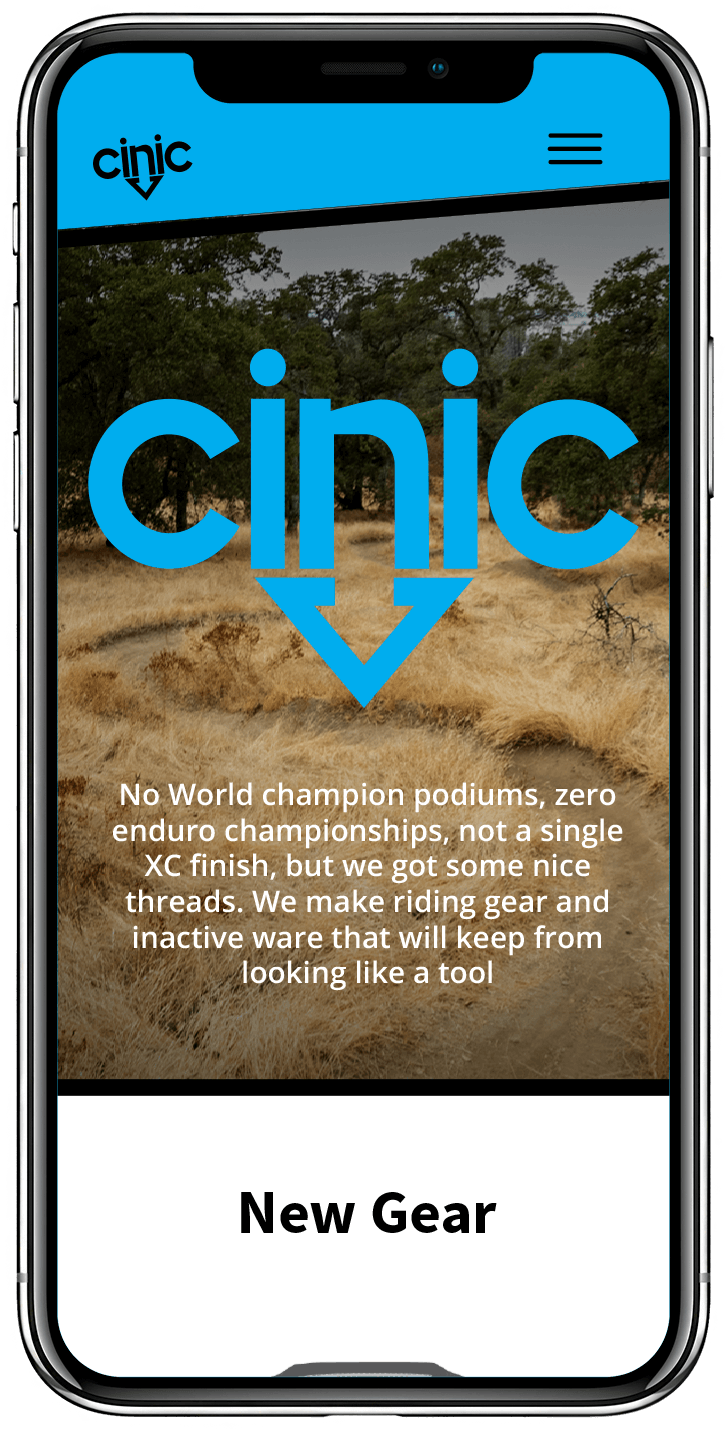 cinic
cinic
No World champion podiums, zero
enduro championships, not a single
XC finish, but we got some nice
threads. We make riding gear and
inactive ware that will keep from
looking like a tool
New Gear